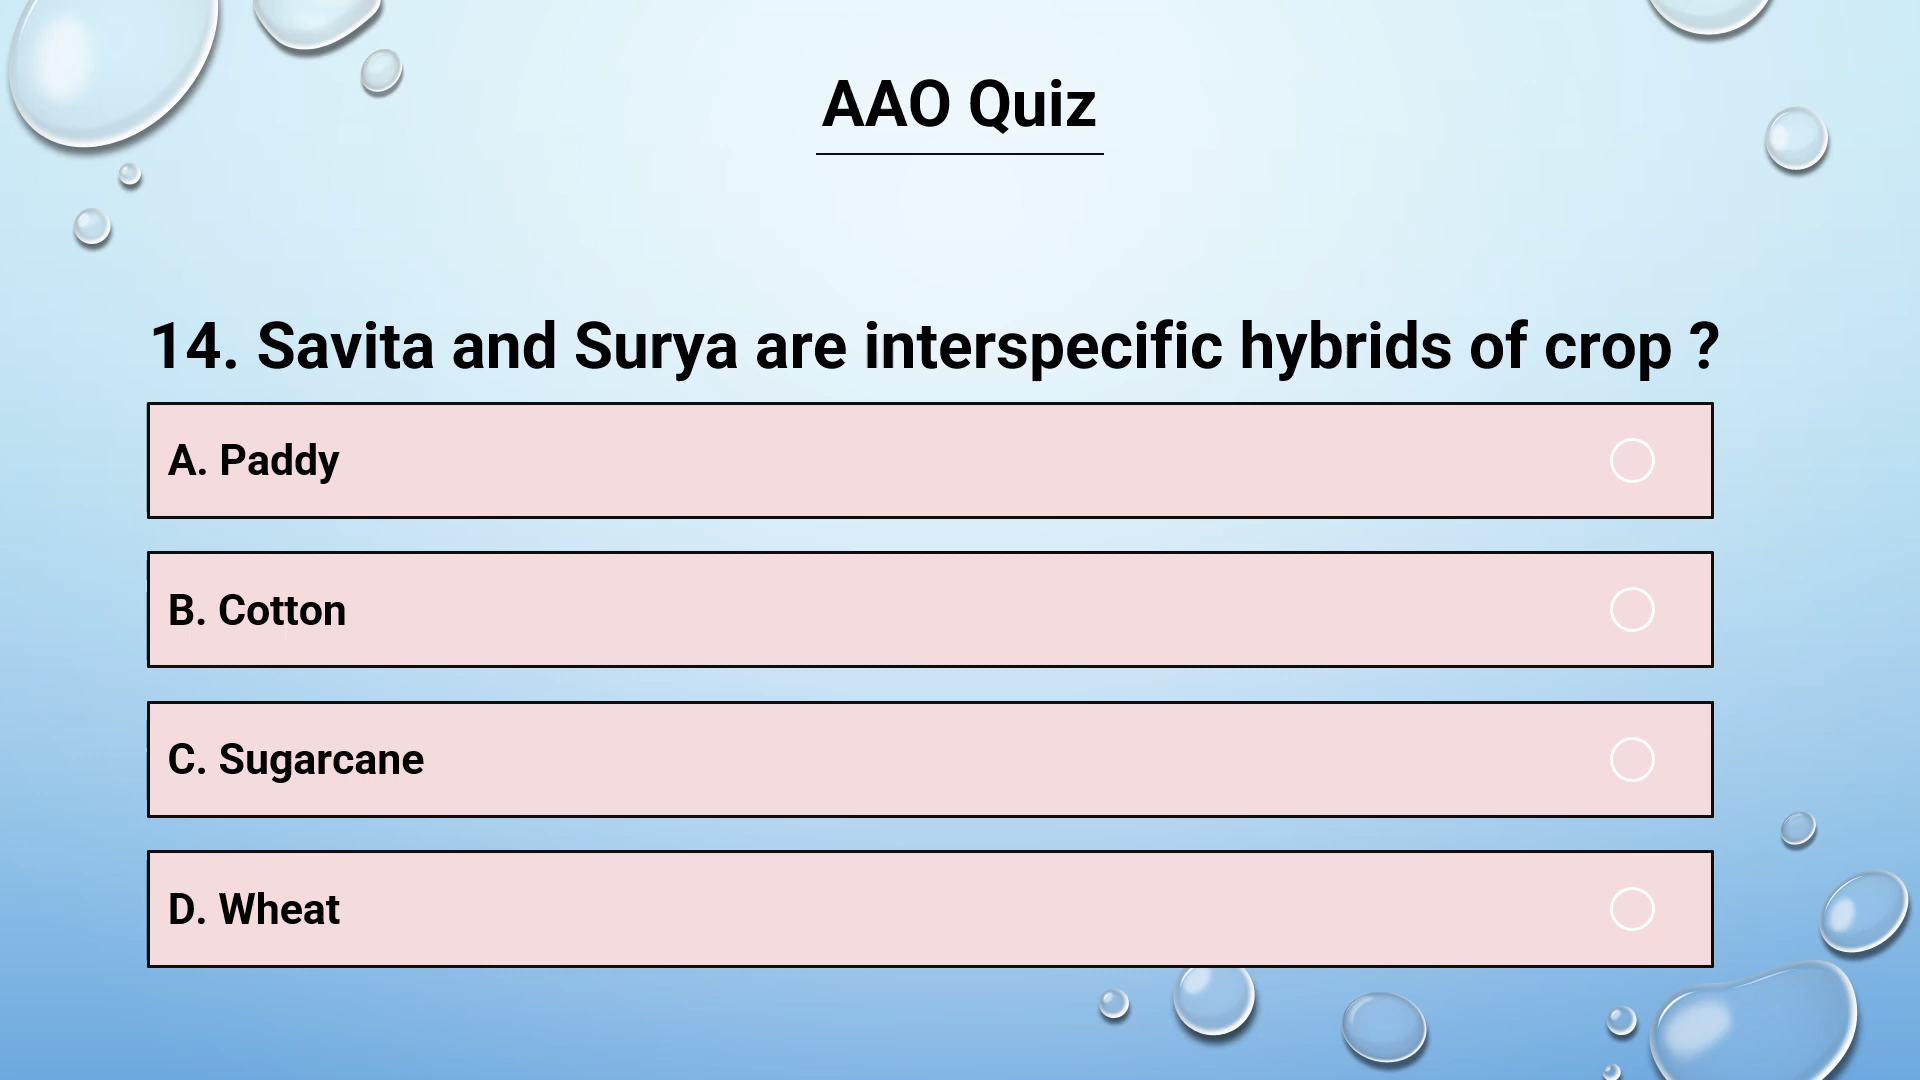 AAO Quiz
14. Savita and Surya are interspecific hybrids of crop ?
A. Paddy
B. Cotton
C. Sugarcane
D. Wheat